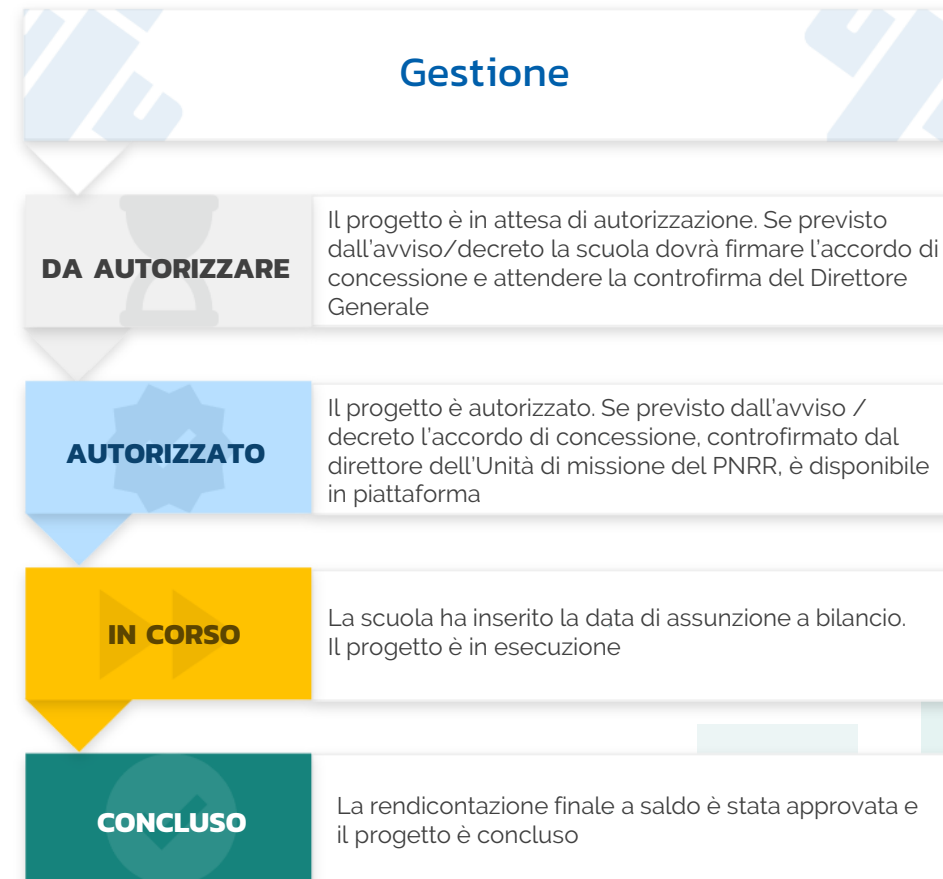 Gestione
DA AUTORIZZARE
Il progetto è in attesa di autorizzazione. Se previsto
dall'avviso/decreto la scuola dovrà firmare l'accordo di
concessione e attendere la controfirma del Direttore
Generale
AUTORIZZATO
Il progetto è autorizzato. Se previsto dall'avviso /
decreto l'accordo di concessione, controfirmato dal
direttore dell'Unità di missione del PNRR, è disponibile
in piattaforma
IN CORSO
La scuola ha inserito la data di assunzione a bilancio.
Il progetto è in esecuzione
CONCLUSO
La rendicontazione finale a saldo è stata approvata e
il progetto è concluso